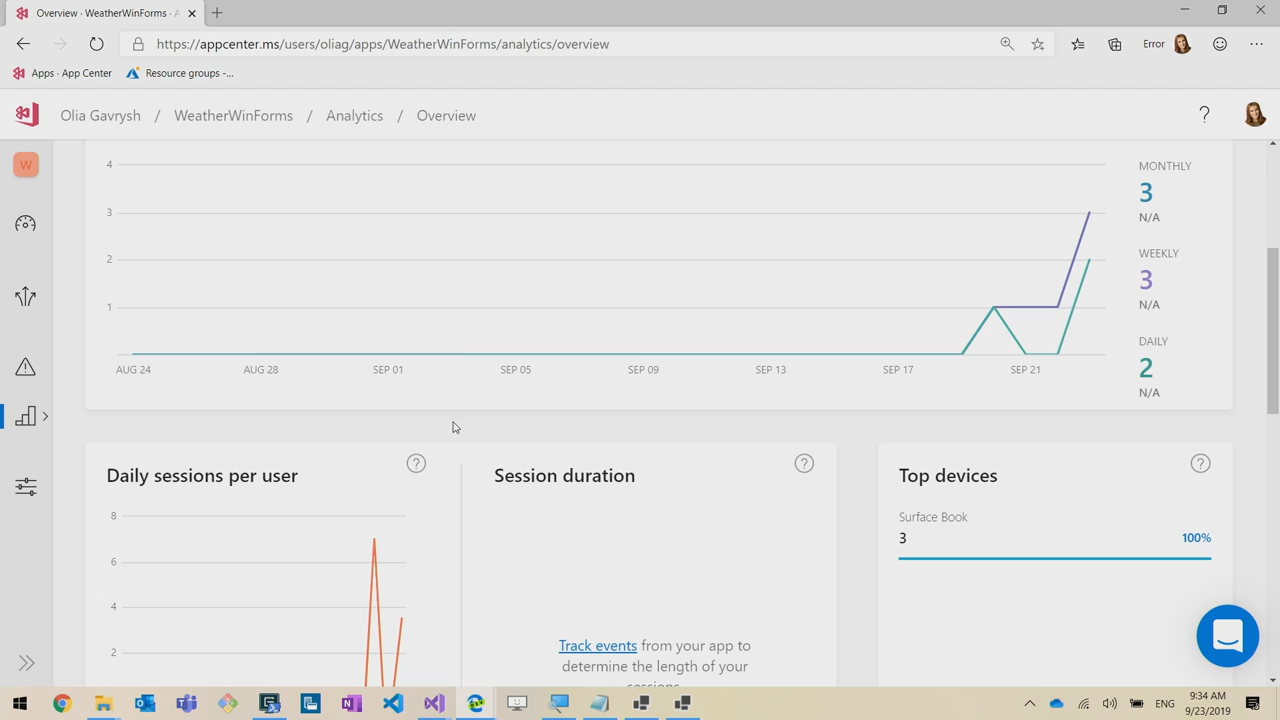 Overview · WeatherWinForms · A
https://appcenter.ms/users/oliag/apps/WeatherWinForms/analytics/overview
Error
Apps · App Center
Resource groups -...
Olia Gavrysh / WeatherWinForms / Analytics / Overview
?
W
4
3
2
1
AUG 24
AUG 28
SEP 01
SEP 05
SEP 09
SEP 13
SEP 17
SEP 21
MONTHLY
3
N/A
WEEKLY
3
N/A
DAILY
2
N/A
Daily sessions per user
?
8
6
4
2
Session duration
?
Track events from your app to
determine the length of your
sessions
Top devices
?
Surface Book
3
100%
ENG
9:34 AM
9/23/2019